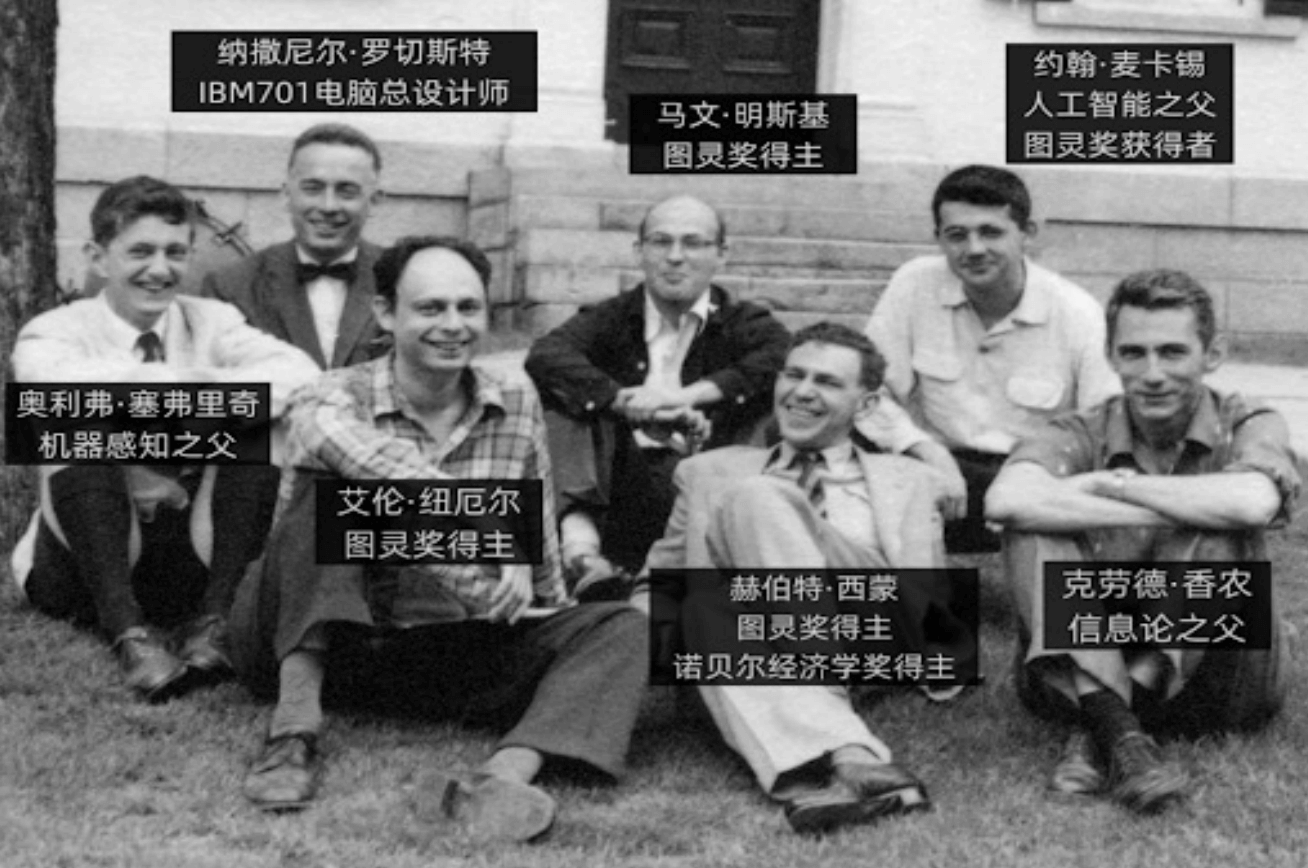 纳撒尼尔·罗切斯特
IBM701电脑总设计师
马文·明斯基
图灵奖得主
约翰·麦卡锡
人工智能之父
图灵奖获得者
奥利弗·塞弗里奇
机器感知之父
艾伦·纽厄尔
图灵奖得主
赫伯特·西蒙
图灵奖得主
诺贝尔经济学奖得主
克劳德·香农
信息论之父